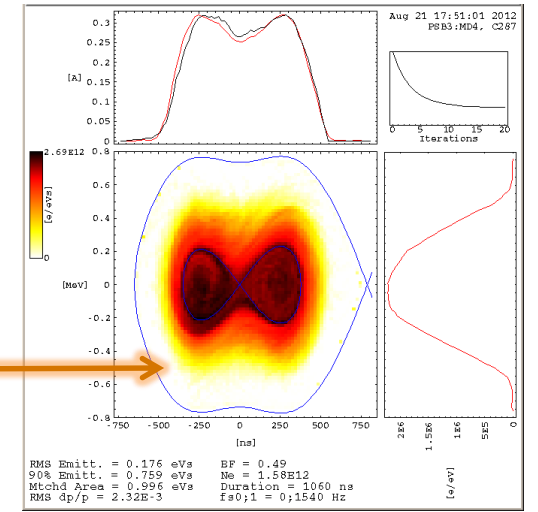 Aug 21 17:51:01 2012
PSB3:MD4, C287
0.3
0.25
0.2
0.15
0.1
0.05
0
[A]
0 5 10 15 20
Iterations
2.69E12
0
[e/eVs]
0.8
0.6
0.4
0.2
0
-0.2
-0.4
-0.6
-0.8
[MeV]
-750 -500 -250 0 250 500 750
[ns]
2E6 1.5E6 1E6 5E5 0
[e/eV]
RMS Emitt. = 0.176 eVs BF = 0.49
90% Emitt. = 0.759 eVs Ne = 1.58E12
Mtchd Area = 0.996 eVs Duration = 1060 ns
RMS dp/p = 2.32E-3 fs0;1 = 0;1540 Hz